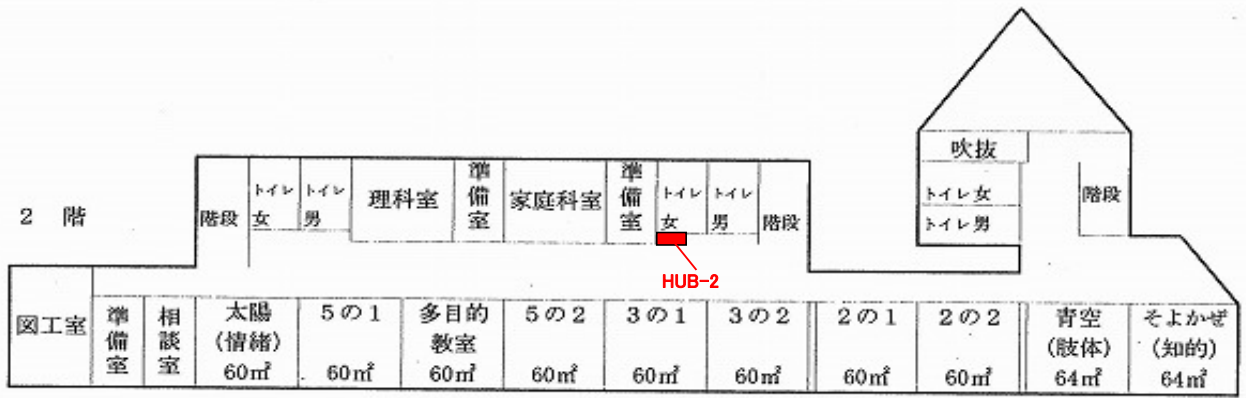 2 階
吹抜
トイレ女
トイレ男
階段
階段
トイレ
女
トイレ
男
理科室
準備室
家庭科室
準備室
トイレ
女
トイレ
男
階段
HUB-2
図工室
準備室
相談室
太陽
(情緒)
60㎡
5の1
60㎡
多目的
教室
60㎡
5の2
60㎡
3の1
60㎡
3の2
60㎡
2の1
60㎡
2の2
60㎡
青空
(肢体)
64㎡
そよかぜ
(知的)
64㎡